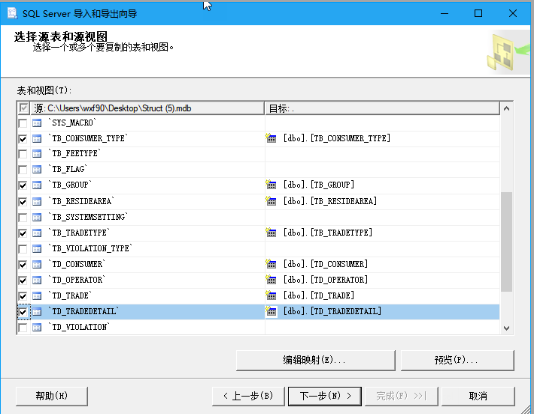 SQL Server 导入和导出向导
选择源表和源视图
选择一个或多个要复制的表和视图。
表和视图(T):
源: C:\Users\wxf90\Desktop\Struct (5).mdb 目标: .
`SYS_MACRO`
`TB_CONSUMER_TYPE` [dbo].[TB_CONSUMER_TYPE]
`TB_FEETYPE`
`TB_FLAG`
`TB_GROUP` [dbo].[TB_GROUP]
`TB_RESIDEAREA` [dbo].[TB_RESIDEAREA]
`TB_SYSTEMSETTING`
`TB_TRADETYPE` [dbo].[TB_TRADETYPE]
`TB_VIOLATION_TYPE`
`TD_CONSUMER` [dbo].[TD_CONSUMER]
`TD_OPERATOR` [dbo].[TD_OPERATOR]
`TD_TRADE` [dbo].[TD_TRADE]
`TD_TRADEDETAIL` [dbo].[TD_TRADEDETAIL]
`TD_VIOLATION`
编辑映射(E)... 预览(P)...
帮助(H) < 上一步(B) 下一步(N) > 完成(F) >>| 取消